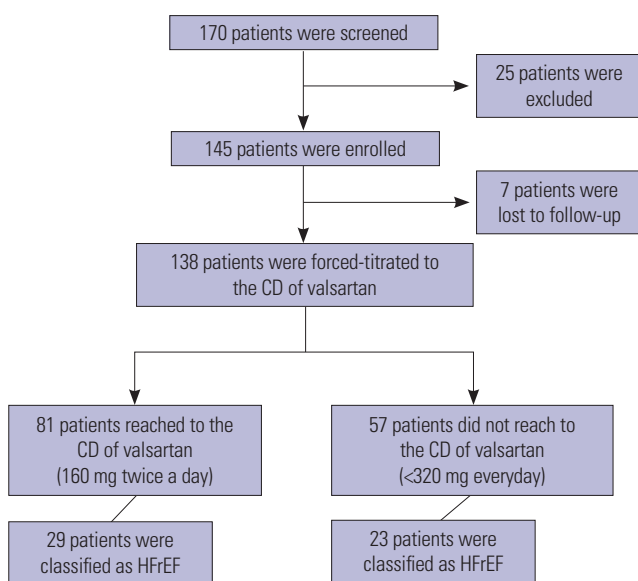 170 patients were screened
25 patients were
excluded
145 patients were enrolled
7 patients were
lost to follow-up
138 patients were forced-titrated to
the CD of valsartan
81 patients reached to the
CD of valsartan
(160 mg twice a day)
57 patients did not reach to
the CD of valsartan
(<320 mg everyday)
29 patients were
classified as HFrEF
23 patients were
classified as HFrEF